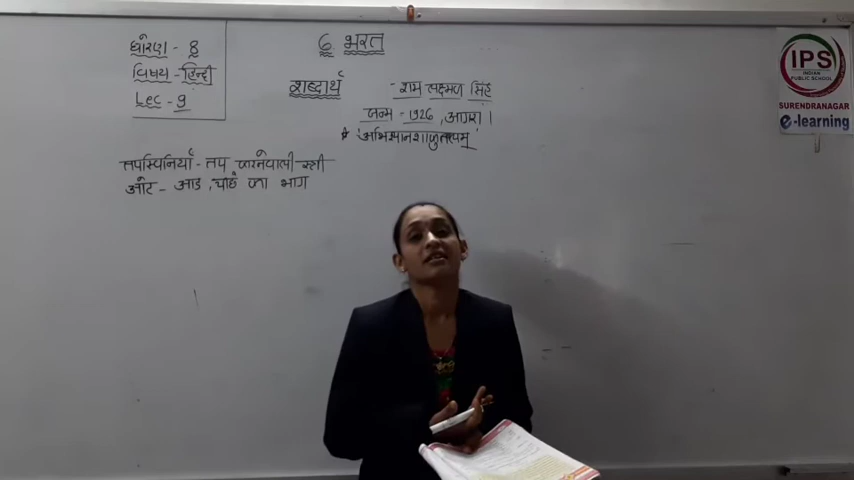 धोरण - 8
विषय - हिन्दी
Lec - 9
6 भरत
शब्दार्थ
- राम लक्ष्मण सिंह
जन्म - 1926, आगरा ।
* 'अभिज्ञानशाकुन्तलम्'
तपस्विनियाँ - तप करनेवाली स्त्री
ओट - आड़, पीछे का भाग
IPS
INDIAN
PUBLIC SCHOOL
SURENDRANAGAR
e-learning